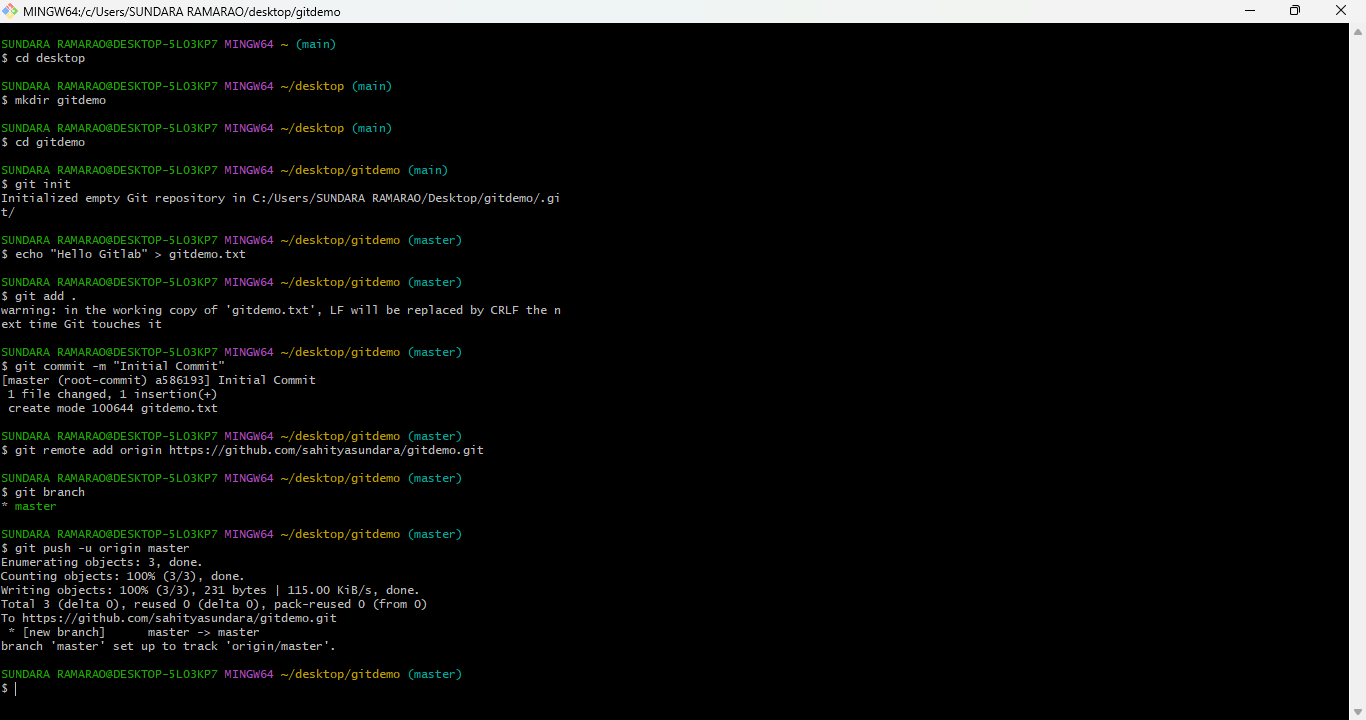 MINGW64:/c/Users/SUNDARA RAMARAO/desktop/gitdemo
SUNDARA RAMARAO@DESKTOP-5LO3KP7 MINGW64 ~ (main)
$ cd desktop
SUNDARA RAMARAO@DESKTOP-5LO3KP7 MINGW64 ~/desktop (main)
$ mkdir gitdemo
SUNDARA RAMARAO@DESKTOP-5LO3KP7 MINGW64 ~/desktop (main)
$ cd gitdemo
SUNDARA RAMARAO@DESKTOP-5LO3KP7 MINGW64 ~/desktop/gitdemo (main)
$ git init
Initialized empty Git repository in C:/Users/SUNDARA RAMARAO/Desktop/gitdemo/.gi
t/
SUNDARA RAMARAO@DESKTOP-5LO3KP7 MINGW64 ~/desktop/gitdemo (master)
$ echo "Hello Gitlab" > gitdemo.txt
SUNDARA RAMARAO@DESKTOP-5LO3KP7 MINGW64 ~/desktop/gitdemo (master)
$ git add .
warning: in the working copy of 'gitdemo.txt', LF will be replaced by CRLF the n
ext time Git touches it
SUNDARA RAMARAO@DESKTOP-5LO3KP7 MINGW64 ~/desktop/gitdemo (master)
$ git commit -m "Initial Commit"
[master (root-commit) a586193] Initial Commit
 1 file changed, 1 insertion(+)
 create mode 100644 gitdemo.txt
SUNDARA RAMARAO@DESKTOP-5LO3KP7 MINGW64 ~/desktop/gitdemo (master)
$ git remote add origin https://github.com/sahityasundara/gitdemo.git
SUNDARA RAMARAO@DESKTOP-5LO3KP7 MINGW64 ~/desktop/gitdemo (master)
$ git branch
* master
SUNDARA RAMARAO@DESKTOP-5LO3KP7 MINGW64 ~/desktop/gitdemo (master)
$ git push -u origin master
Enumerating objects: 3, done.
Counting objects: 100% (3/3), done.
Writing objects: 100% (3/3), 231 bytes | 115.00 KiB/s, done.
Total 3 (delta 0), reused 0 (delta 0), pack-reused 0 (from 0)
To https://github.com/sahityasundara/gitdemo.git
 * [new branch]      master -> master
branch 'master' set up to track 'origin/master'.
SUNDARA RAMARAO@DESKTOP-5LO3KP7 MINGW64 ~/desktop/gitdemo (master)
$